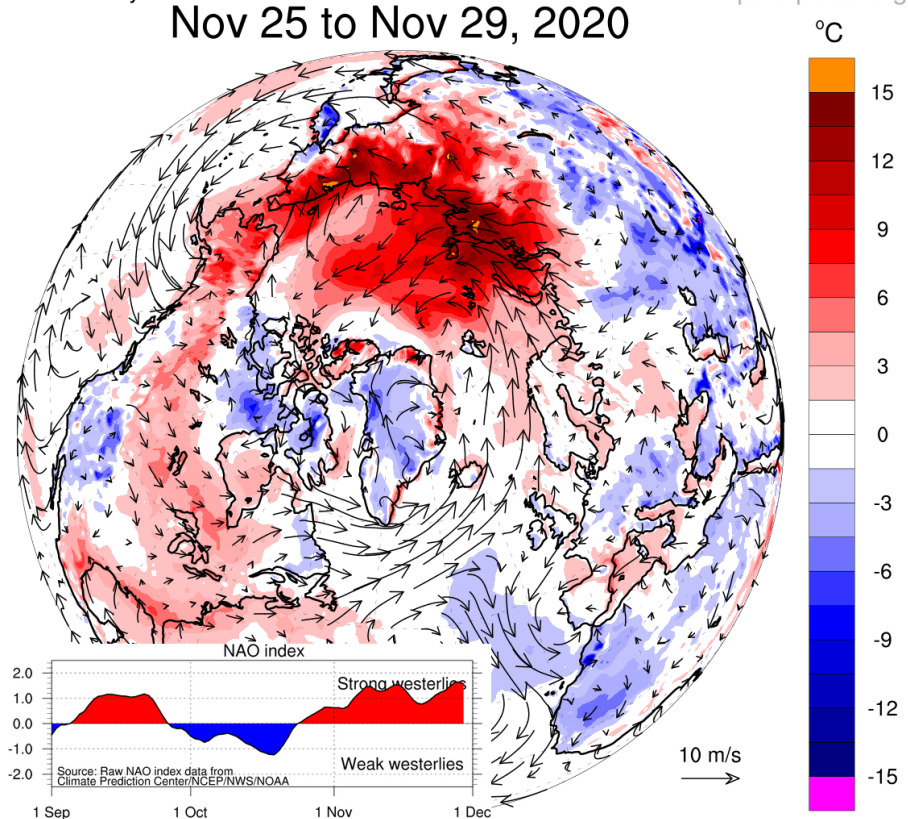 Nov 25 to Nov 29, 2020
°C
15
12
9
6
3
0
-3
-6
-9
-12
-15
10 m/s
NAO index
2.0
1.0
0.0
-1.0
-2.0
Strong westerlies
Weak westerlies
Source: Raw NAO index data from
Climate Prediction Center/NCEP/NWS/NOAA
1 Sep
1 Oct
1 Nov
1 Dec